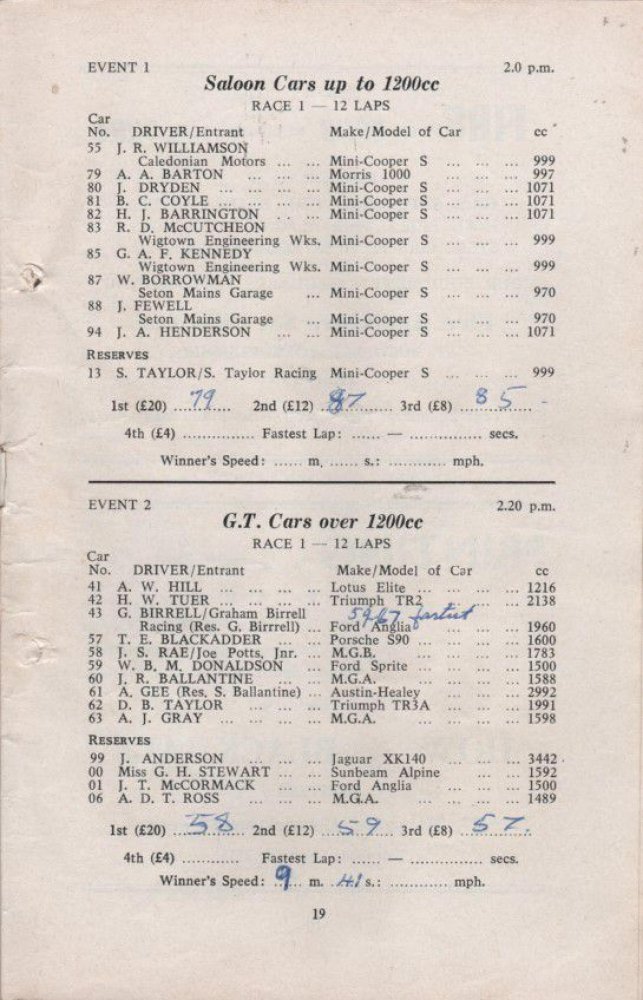 EVENT 1 2.0 p.m.
Saloon Cars up to 1200cc
RACE 1 — 12 LAPS
Car
No. DRIVER/Entrant Make/Model of Car cc
55 J. R. WILLIAMSON
Caledonian Motors ... ... Mini-Cooper S ... ... ... 999
79 A. A. BARTON ... ... ... Morris 1000 ... ... ... 997
80 J. DRYDEN ... ... ... ... Mini-Cooper S ... ... ... 1071
81 B. C. COYLE ... ... ... ... Mini-Cooper S ... ... ... 1071
82 H. J. BARRINGTON .. ... Mini-Cooper S ... ... ... 1071
83 R. D. McCUTCHEON
Wigtown Engineering Wks. Mini-Cooper S ... ... ... 999
85 G. A. F. KENNEDY
Wigtown Engineering Wks. Mini-Cooper S ... ... ... 999
87 W. BORROWMAN
Seton Mains Garage ... Mini-Cooper S ... ... ... 970
88 J. FEWELL
Seton Mains Garage ... Mini-Cooper S ... ... ... 970
94 J. A. HENDERSON ... ... Mini-Cooper S ... ... ... 1071
RESERVES
13 S. TAYLOR/S. Taylor Racing Mini-Cooper S ... ... ... 999
1st (£20) ...79... 2nd (£12) ...87... 3rd (£8) ...85... -
4th (£4) ............... Fastest Lap: ...... — ............... secs.
Winner's Speed: ...... m. ...... s.: ............ mph.
EVENT 2 2.20 p.m.
G.T. Cars over 1200cc
RACE 1 — 12 LAPS
Car
No. DRIVER/Entrant Make/Model of Car cc
41 A. W. HILL ... ... ... ... Lotus Elite ... ... ... ... 1216
42 H. W. TUER ... ... ... ... Triumph TR2 ... ... 2138
43 G. BIRELL/Graham Birrell fastest
Racing (Res. G. Birrrell) ... Ford Anglia ... ... ... 1960
57 T. E. BLACKADDER ... ... Porsche S90 ... ... ... 1600
58 J. S. RAE/Joe Potts, Jnr. ... M.G.B. ... ... ... 1783
59 W. B. M. DONALDSON ... Ford Sprite ... ... ... 1500
60 J. R. BALLANTINE ... ... M.G.A. ... ... ... 1588
61 A. GEE (Res. S. Ballantine) ... Austin-Healey ... ... ... 2992
62 D. B. TAYLOR ... ... ... Triumph TR3A ... ... ... 1991
63 A. J. GRAY ... ... ... ... M.G.A. ... ... ... 1598
RESERVES
99 J. ANDERSON ... ... ... Jaguar XK140 ... ... 3442
00 Miss G. H. STEWART ... ... Sunbeam Alpine ... ... 1592
01 J. T. McCORMACK ... ... Ford Anglia ... ... ... 1500
06 A. D. T. ROSS ... ... ... M.G.A. ... ... ... 1489
1st (£20) ...58... 2nd (£12) ...59... 3rd (£8) ...57...
4th (£4) ............ Fastest Lap: ...... — ............... secs.
Winner's Speed: 9 m. 41 s.: ............ mph.
19